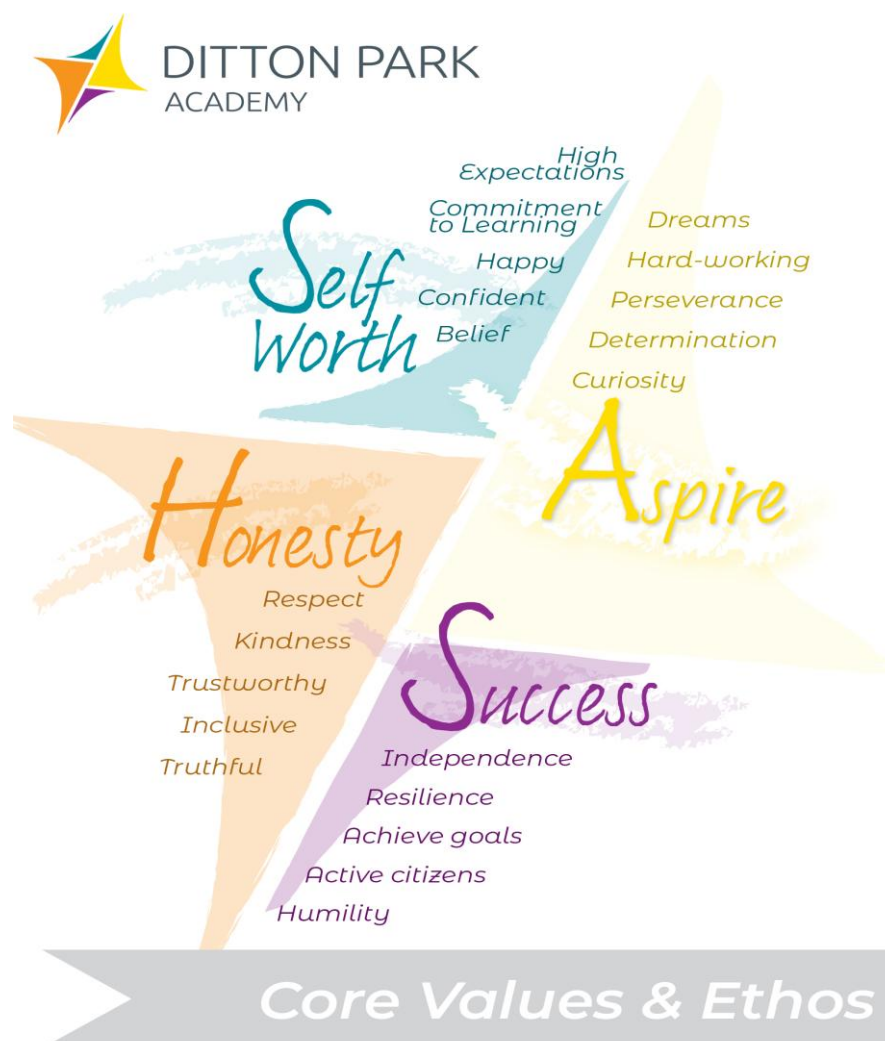 DITTON PARK
ACADEMY
High
Expectations
Commitment
to Learning
Happy
Confident
Belief
Self
Worth
Dreams
Hard-working
Perseverance
Determination
Curiosity
Aspire
Honesty
Respect
Kindness
Trustworthy
Inclusive
Truthful
Success
Independence
Resilience
Achieve goals
Active citizens
Humility
Core Values & Ethos